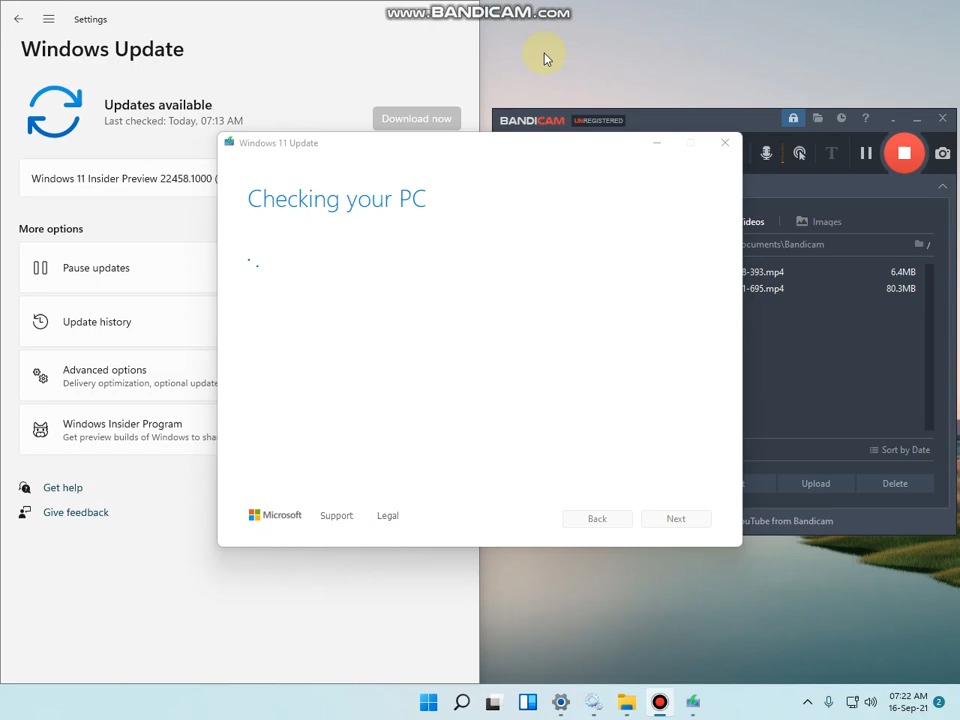 www.BANDICAM.com
Settings
Windows Update
Updates available
Last checked: Today, 07:13 AM
Download now
Windows 11 Insider Preview 22458.1000 (
More options
Pause updates
Update history
Advanced options
Delivery optimization, optional update
Windows Insider Program
Get preview builds of Windows to sha
Get help
Give feedback
Windows 11 Update
Checking your PC
Microsoft
Support
Legal
Back
Next
BANDICAM
UNREGISTERED
?
T
ideos
Images
ocuments\Bandicam
/
8-393.mp4
6.4MB
1-695.mp4
80.3MB
Sort by Date
t
Upload
Delete
uTube from Bandicam
07:22 AM
16-Sep-21
2